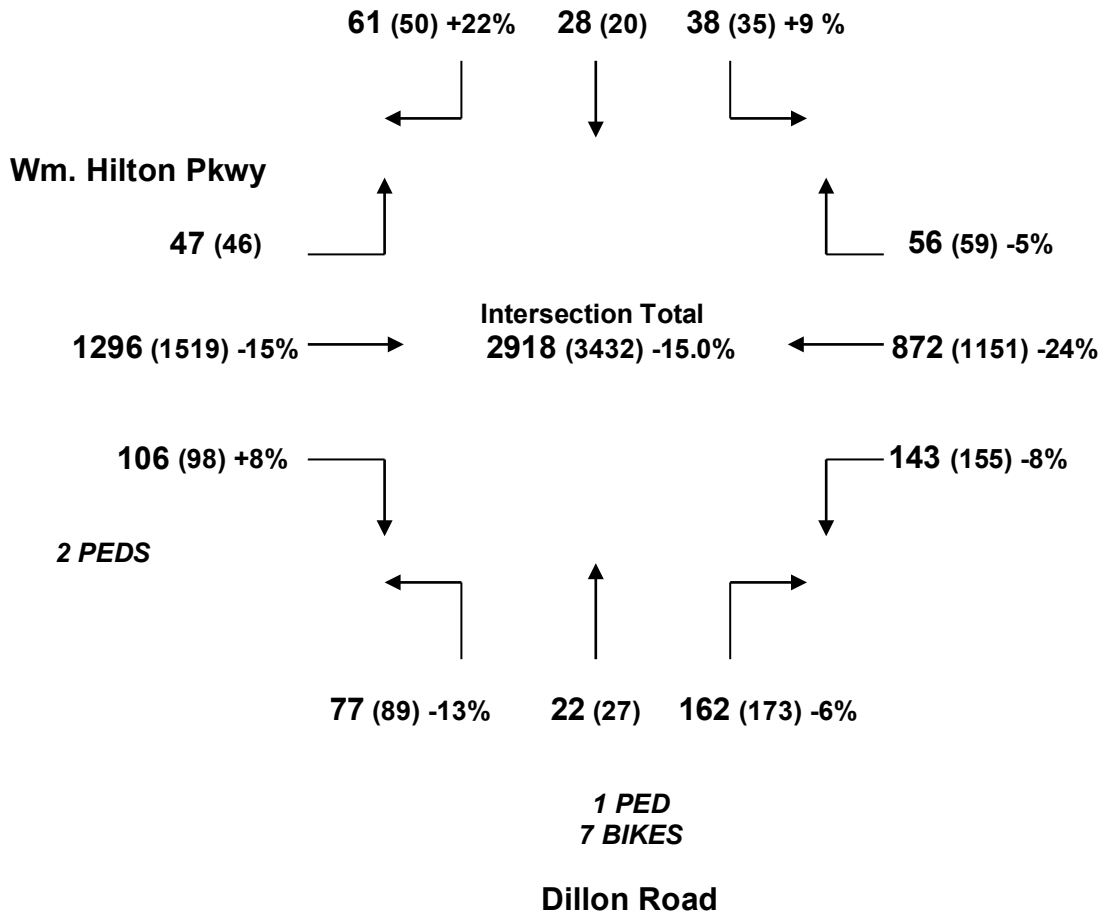 61 (50) +22% 28 (20) 38 (35) +9 %
Wm. Hilton Pkwy
47 (46) 56 (59) -5%
Intersection Total
1296 (1519) -15% 2918 (3432) -15.0% 872 (1151) -24%
106 (98) +8% 143 (155) -8%
2 PEDS
77 (89) -13% 22 (27) 162 (173) -6%
1 PED
7 BIKES
Dillon Road